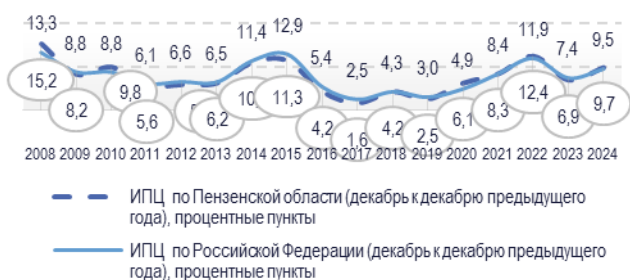 13,3 8,8 8,8 6,1 6,6 6,5 11,4 12,9 5,4 2,5 4,3 3,0 4,9 8,4 11,9 7,4 9,5
15,2 8,2 9,8 5,6 6,2 11,3 4,2 1,6 4,2 2,5 6,1 8,3 12,4 6,9 9,7
2008 2009 2010 2011 2012 2013 2014 2015 2016 2017 2018 2019 2020 2021 2022 2023 2024
ИПЦ по Пензенской области (декабрь к декабрю предыдущего
года), процентные пункты
ИПЦ по Российской Федерации (декабрь к декабрю предыдущего
года), процентные пункты